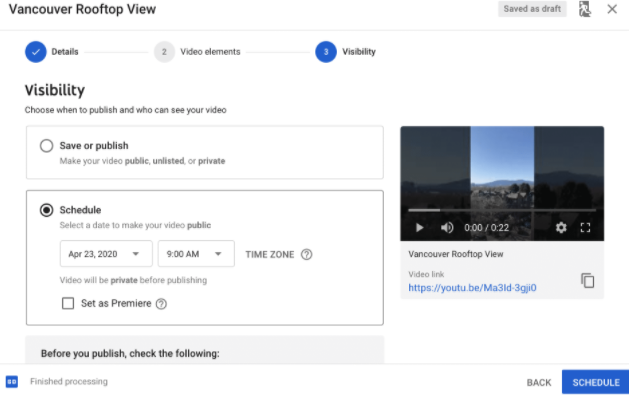 Vancouver Rooftop View
Saved as draft
Details
2 Video elements
3 Visibility
Visibility
Choose when to publish and who can see your video
Save or publish
Make your video public, unlisted, or private
Schedule
Select a date to make your video public
Apr 23, 2020 9:00 AM TIME ZONE ?
Video will be private before publishing
Set as Premiere ?
0:00 / 0:22
Vancouver Rooftop View
Video link
https://youtu.be/Ma3Id-3gji0
Before you publish, check the following:
SD Finished processing
BACK
SCHEDULE